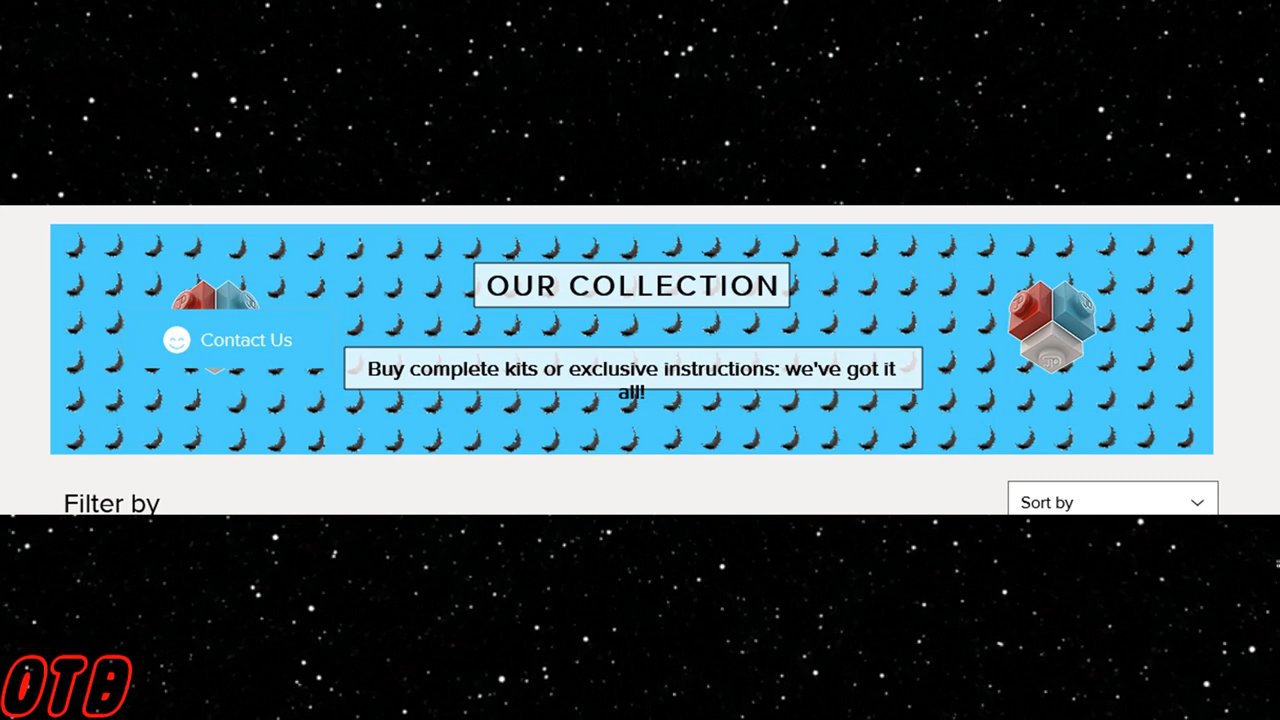 OUR COLLECTION
Contact Us
Buy complete kits or exclusive instructions: we've got it
all!
Filter by
Sort by
OTB